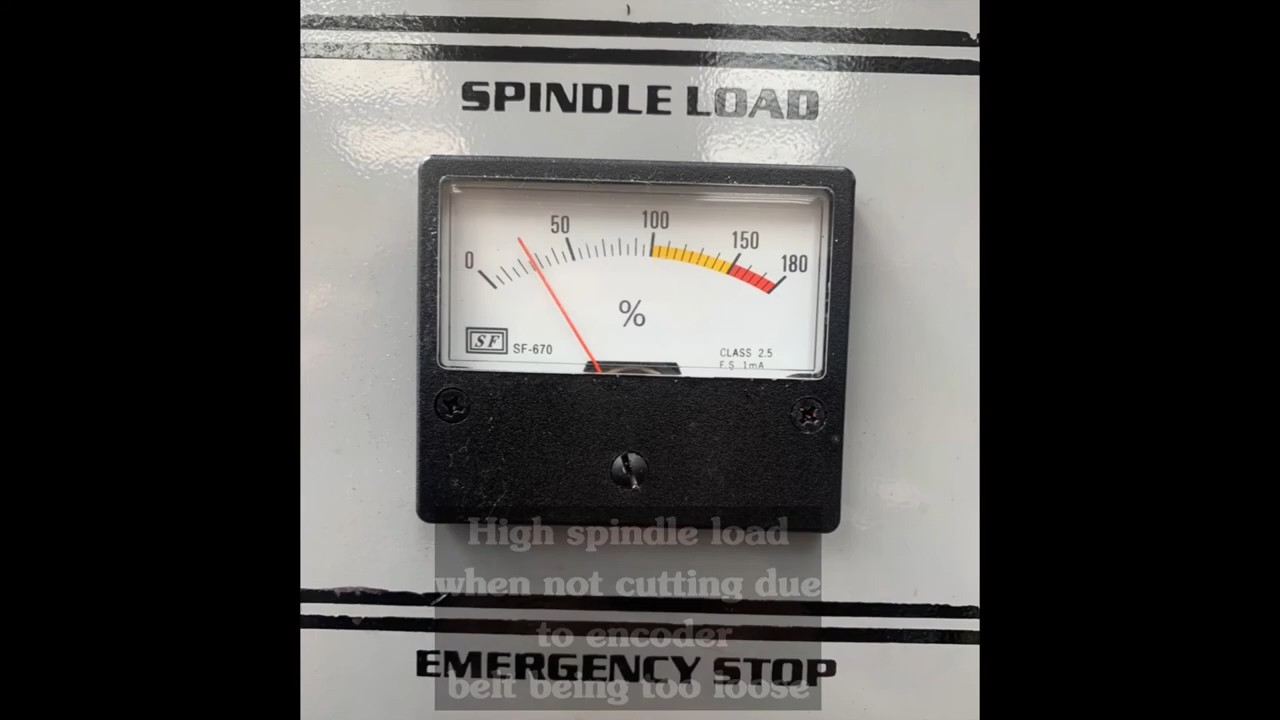 SPINDLE LOAD
0 50 100 150 180
%
SF SF-670
CLASS 2.5
F.S 1mA
High spindle load
when not cutting due
to encoder
belt being too loose
EMERGENCY STOP